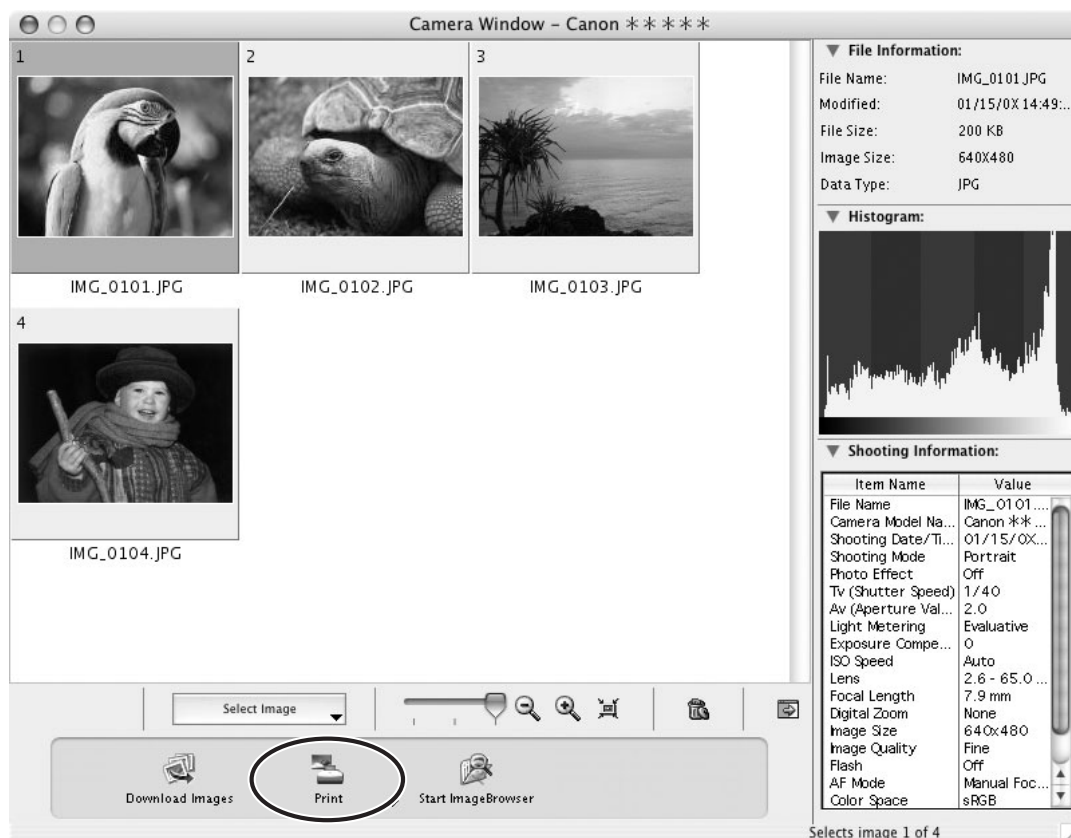 Camera Window – Canon ＊＊＊＊＊
1
2
3
IMG_0101.JPG
IMG_0102.JPG
IMG_0103.JPG
4
IMG_0104.JPG
Select Image
Download Images
Print
Start ImageBrowser
File Information:
File Name: IMG_0101.JPG
Modified: 01/15/0X 14:49:...
File Size: 200 KB
Image Size: 640X480
Data Type: JPG
Histogram:
Shooting Information:
Item Name Value
File Name IMG_0101....
Camera Model Na... Canon ＊＊ ...
Shooting Date/Ti... 01/15/0X...
Shooting Mode Portrait
Photo Effect Off
Tv (Shutter Speed) 1/40
Av (Aperture Val... 2.0
Light Metering Evaluative
Exposure Compe... 0
ISO Speed Auto
Lens 2.6 - 65.0 ...
Focal Length 7.9 mm
Digital Zoom None
Image Size 640x480
Image Quality Fine
Flash Off
AF Mode Manual Foc...
Color Space sRGB
Selects image 1 of 4